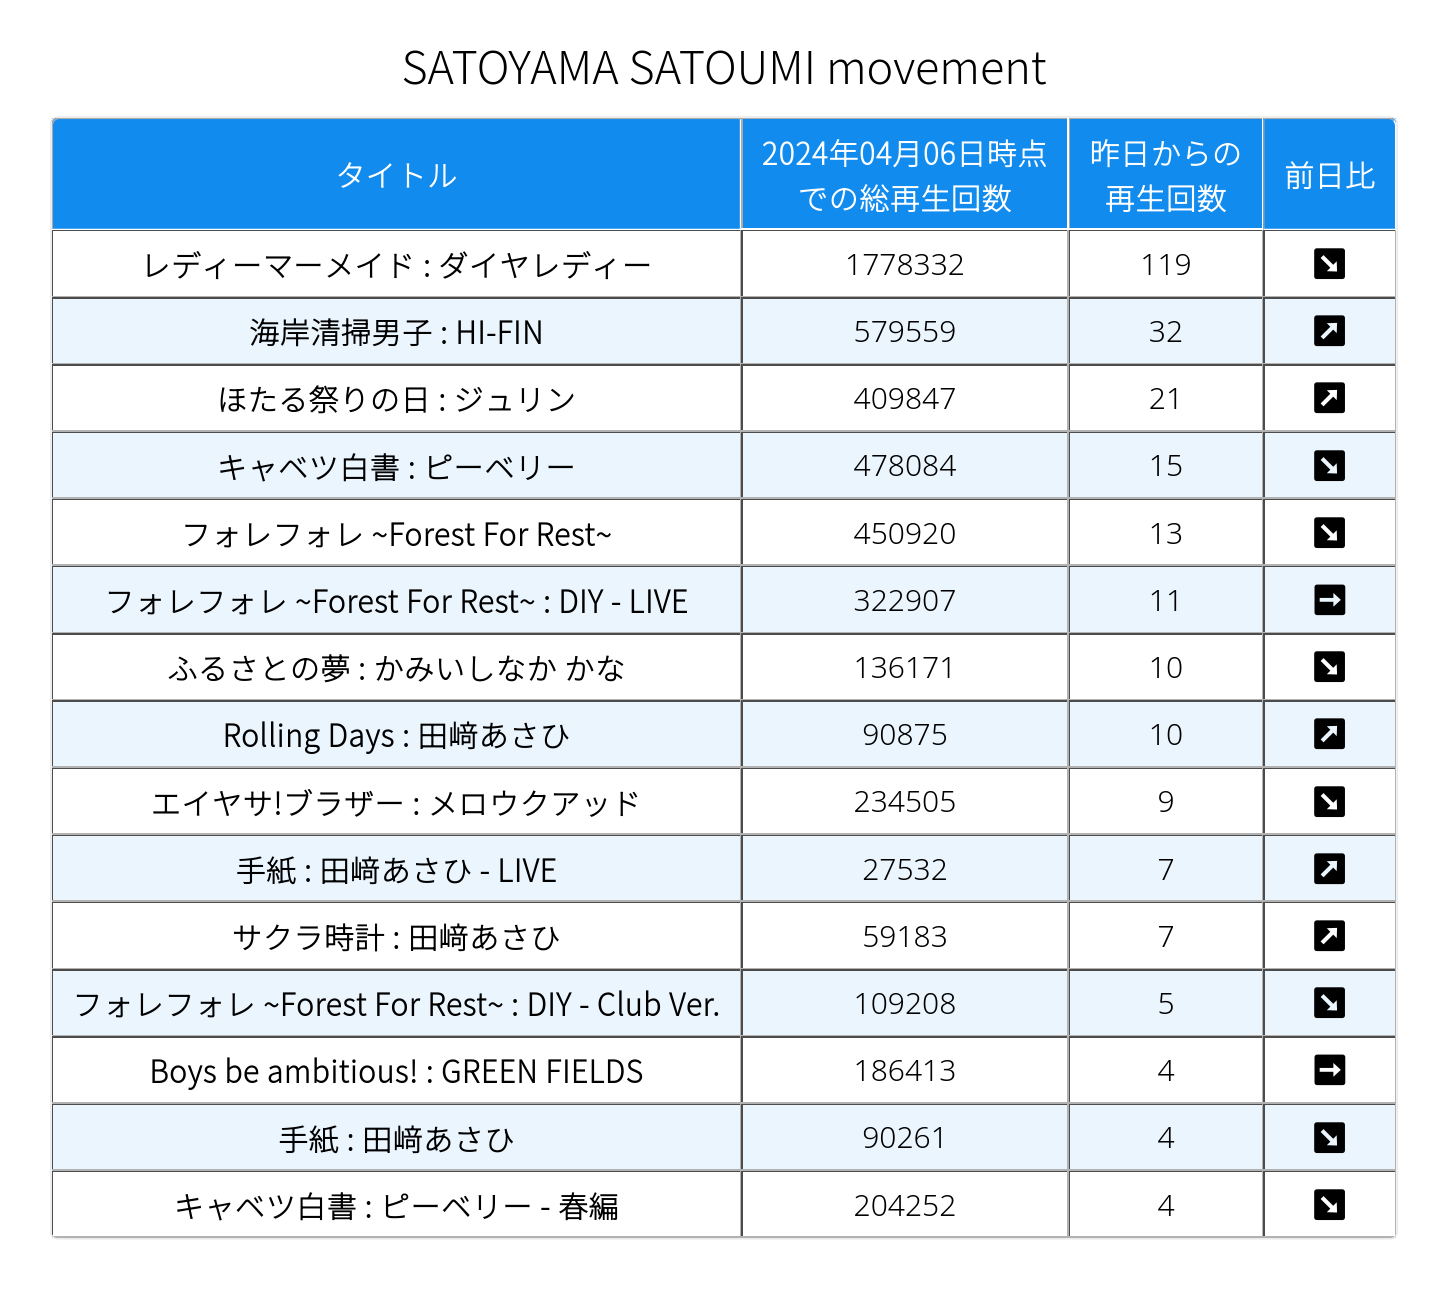 SATOYAMA SATOUMI movement
タイトル 2024年04月06日時点での総再生回数 昨日からの再生回数 前日比
レディーマーメイド : ダイヤレディー 1778332 119 ↘
海岸清掃男子 : HI-FIN 579559 32 ↗
ほたる祭りの日 : ジュリン 409847 21 ↗
キャベツ白書 : ピーベリー 478084 15 ↘
フォレフォレ ~Forest For Rest~ 450920 13 ↘
フォレフォレ ~Forest For Rest~ : DIY - LIVE 322907 11 →
ふるさとの夢 : かみいしなか かな 136171 10 ↘
Rolling Days : 田﨑あさひ 90875 10 ↗
エイヤサ!ブラザー : メロウクアッド 234505 9 ↘
手紙 : 田﨑あさひ - LIVE 27532 7 ↗
サクラ時計 : 田﨑あさひ 59183 7 ↗
フォレフォレ ~Forest For Rest~ : DIY - Club Ver. 109208 5 ↘
Boys be ambitious! : GREEN FIELDS 186413 4 →
手紙 : 田﨑あさひ 90261 4 ↘
キャベツ白書 : ピーベリー - 春編 204252 4 ↘